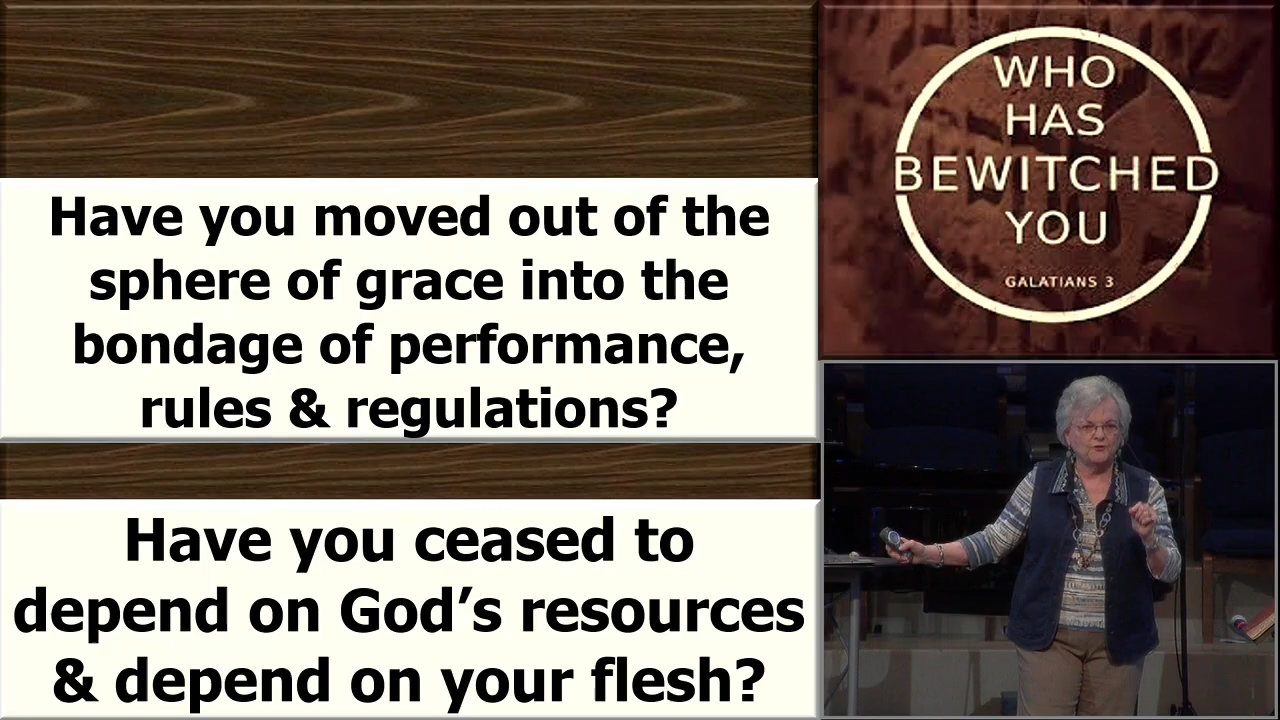 Have you moved out of the
sphere of grace into the
bondage of performance,
rules & regulations?
Have you ceased to
depend on God’s resources
& depend on your flesh?
WHO
HAS
BEWITCHED
YOU
GALATIANS 3